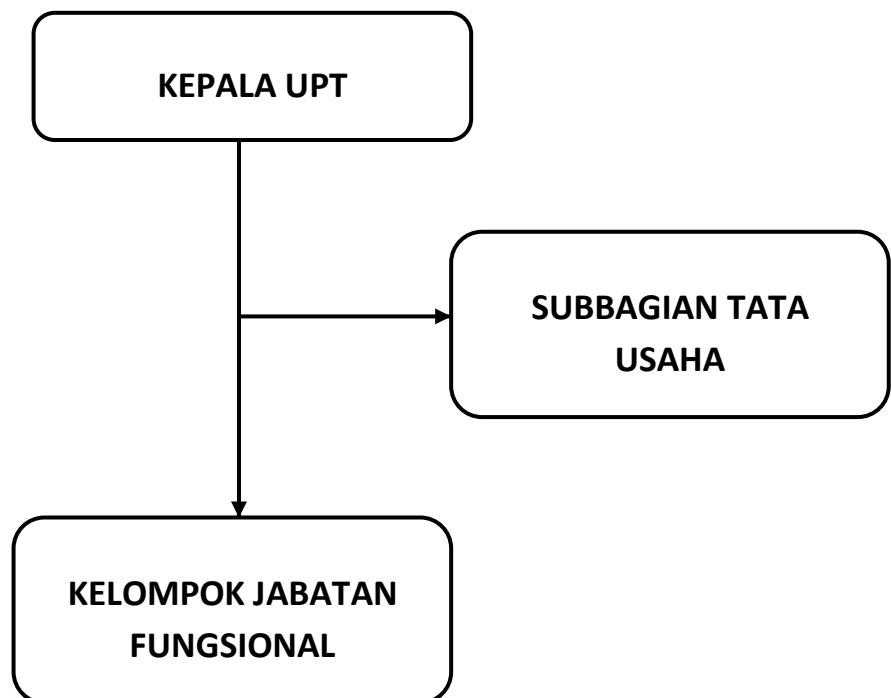 KEPALA UPT
SUBBAGIAN TATA
USAHA
KELOMPOK JABATAN
FUNGSIONAL